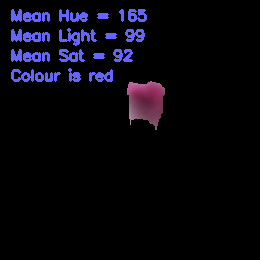 Mean Hue = 165
Mean Light = 99
Mean Sat = 92
Colour is red